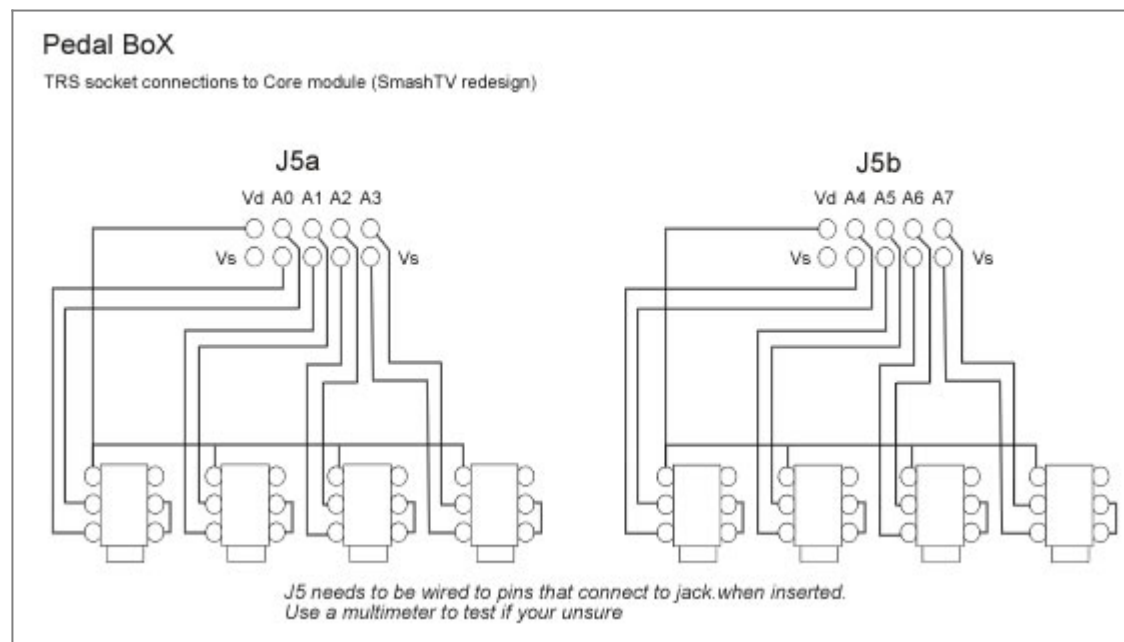 Pedal BoX
TRS socket connections to Core module (SmashTV redesign)
J5a
Vd A0 A1 A2 A3
Vs Vs
J5b
Vd A4 A5 A6 A7
Vs Vs
J5 needs to be wired to pins that connect to jack.when inserted.
Use a multimeter to test if your unsure